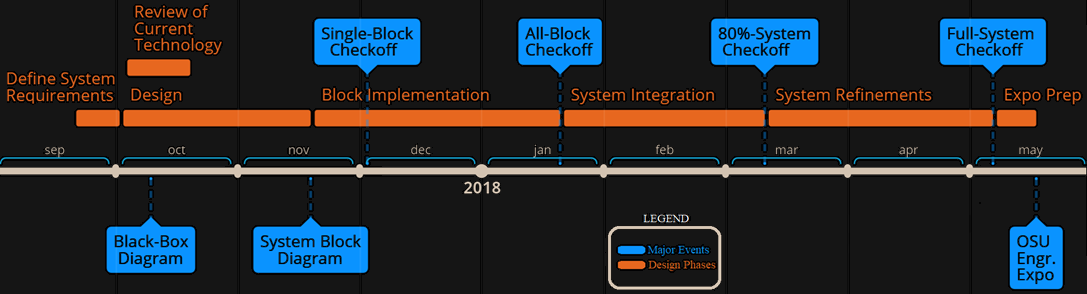 Review of
Current
Technology
Single-Block
Checkoff
All-Block
Checkoff
80%-System
Checkoff
Full-System
Checkoff
Define System
Requirements
Design
Block Implementation
System Integration
System Refinements
Expo Prep
sep
oct
nov
dec
jan
feb
mar
apr
may
2018
Black-Box
Diagram
System Block
Diagram
LEGEND
Major Events
Design Phases
OSU
Engr.
Expo